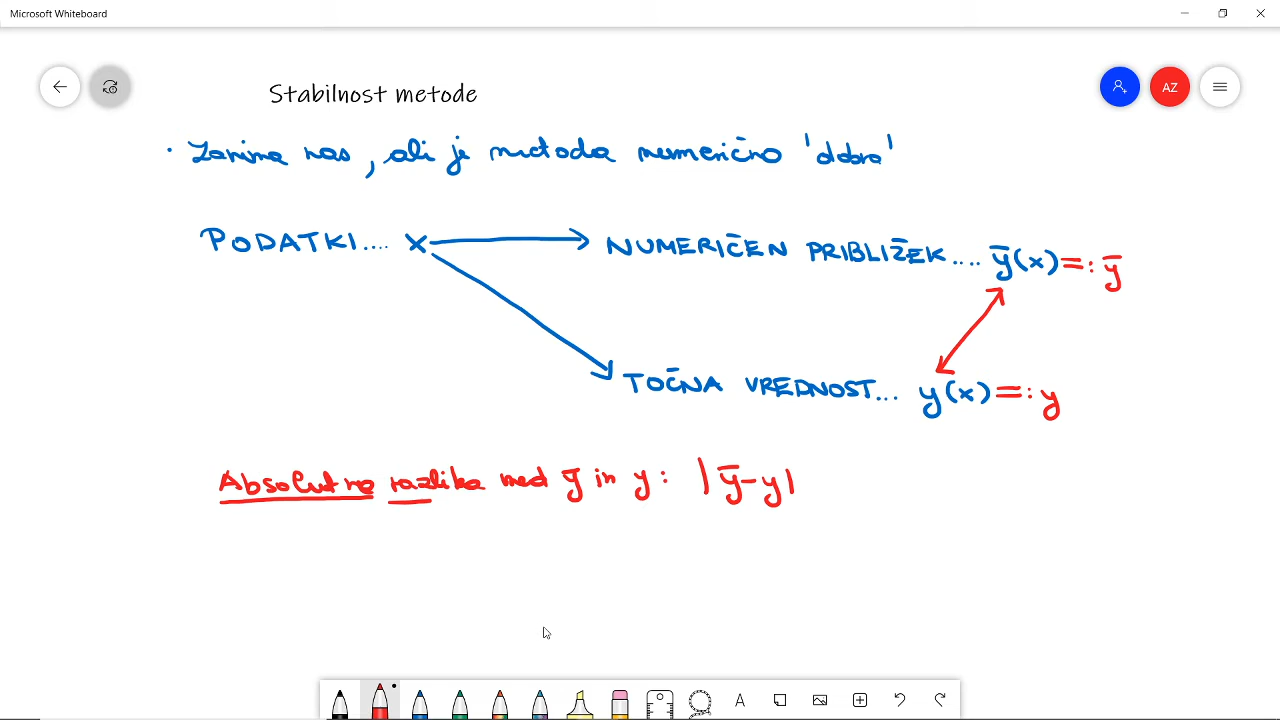 Microsoft Whiteboard
AZ
Stabilnost metode
· Zanima nas, ali je metoda numerično 'dobra'
PODATKI.... x
NUMERIČEN PRIBLIŽEK.... ȳ(x) =: ȳ
TOČNA VREDNOST... y(x) =: y
Absolutna razlika med ȳ in y: |ȳ-y|
A